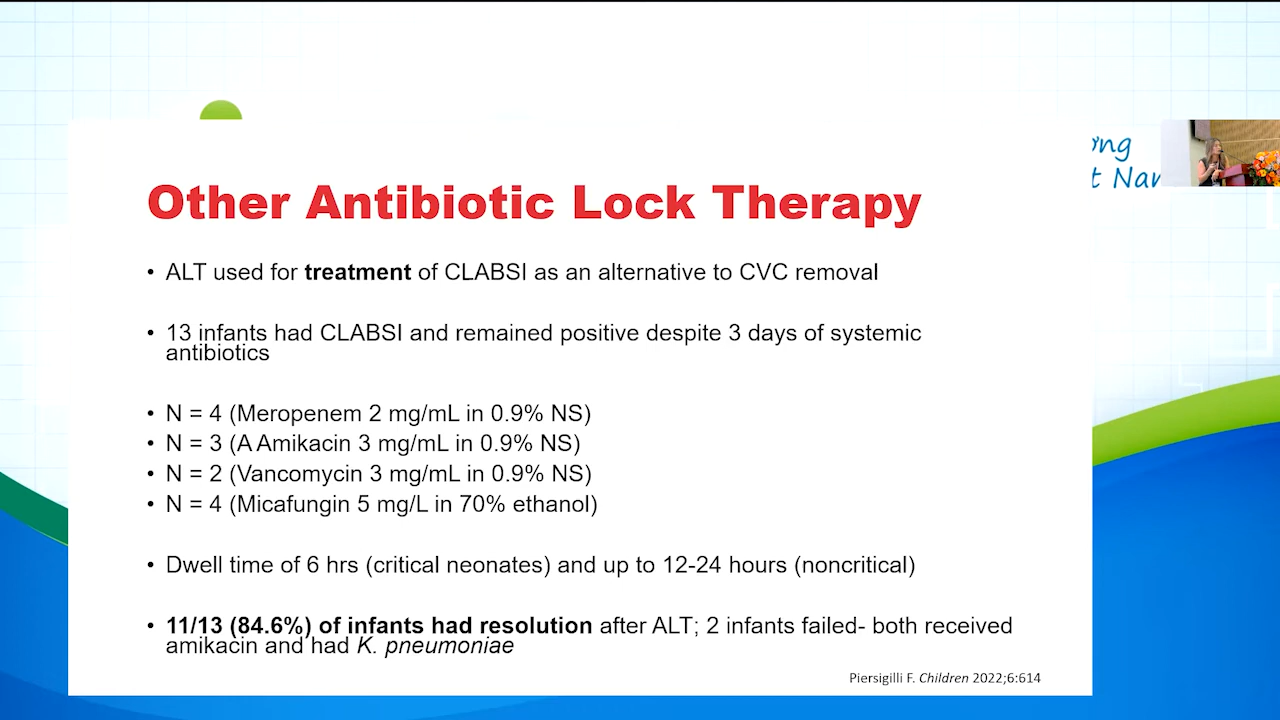 ơng
t Nam
Other Antibiotic Lock Therapy
• ALT used for treatment of CLABSI as an alternative to CVC removal
• 13 infants had CLABSI and remained positive despite 3 days of systemic
antibiotics
• N = 4 (Meropenem 2 mg/mL in 0.9% NS)
• N = 3 (A Amikacin 3 mg/mL in 0.9% NS)
• N = 2 (Vancomycin 3 mg/mL in 0.9% NS)
• N = 4 (Micafungin 5 mg/L in 70% ethanol)
• Dwell time of 6 hrs (critical neonates) and up to 12-24 hours (noncritical)
• 11/13 (84.6%) of infants had resolution after ALT; 2 infants failed- both received
amikacin and had K. pneumoniae
Piersigilli F. Children 2022;6:614